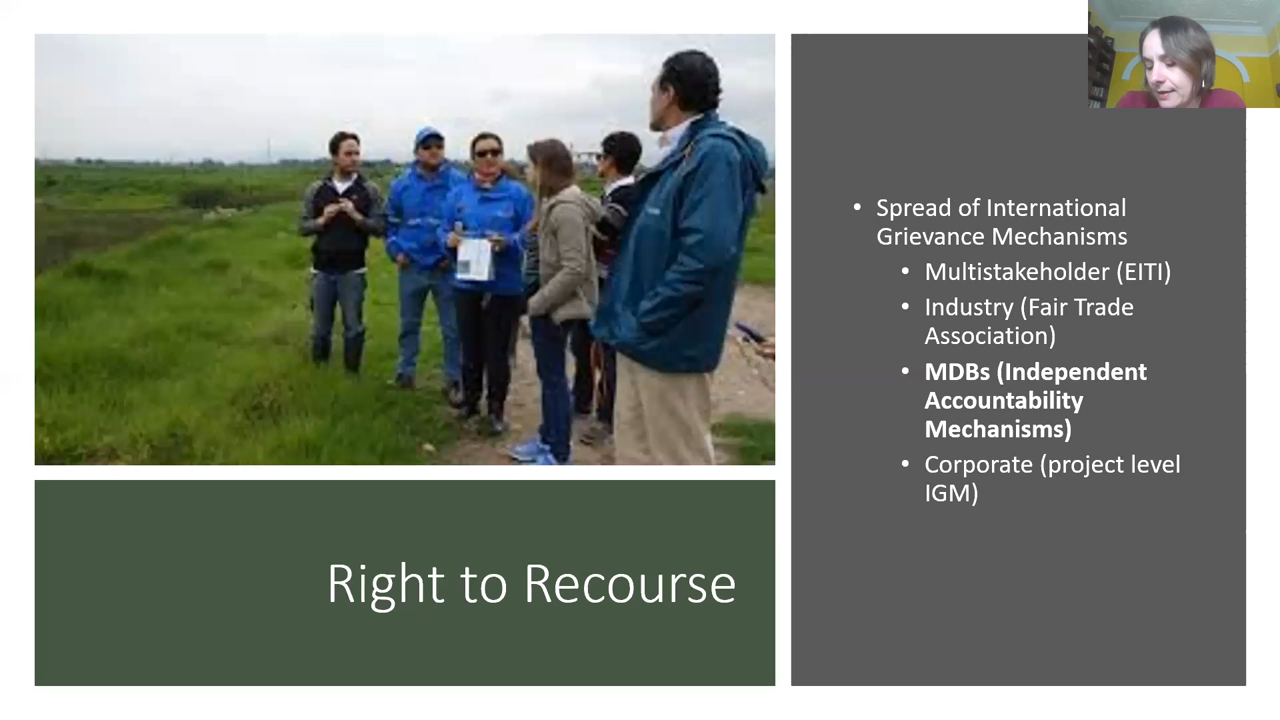 Spread of International
Grievance Mechanisms
Multistakeholder (EITI)
Industry (Fair Trade
Association)
MDBs (Independent
Accountability
Mechanisms)
Corporate (project level
IGM)
Right to Recourse